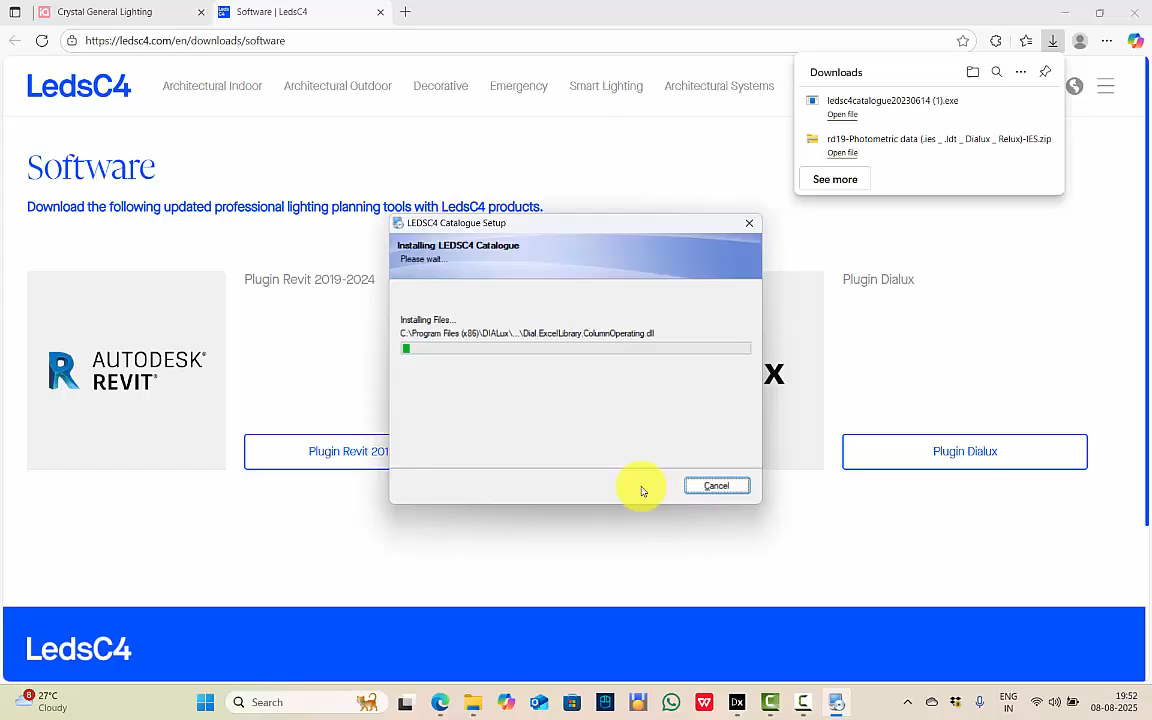 Crystal General Lighting
Software | LedsC4
https://ledsc4.com/en/downloads/software
LedsC4
Architectural Indoor
Architectural Outdoor
Decorative
Emergency
Smart Lighting
Architectural Systems
Downloads
ledsc4catalogue20230614 (1).exe
Open file
rd19-Photometric data (.ies _ .ldt _ Dialux _ Relux)-IES.zip
Open file
See more
Software
Download the following updated professional lighting planning tools with LedsC4 products.
AUTODESK®
REVIT®
Plugin Revit 2019-2024
Plugin Revit 201
LEDSC4 Catalogue Setup
Installing LEDSC4 Catalogue
Please wait...
Installing Files...
C:\Program Files (x86)\DIALux\...\Dial.ExcelLibrary.ColumnOperating.dll
Cancel
X
Plugin Dialux
Plugin Dialux
LedsC4
8
27°C
Cloudy
Search
Dx
ENG
IN
19:52
08-08-2025